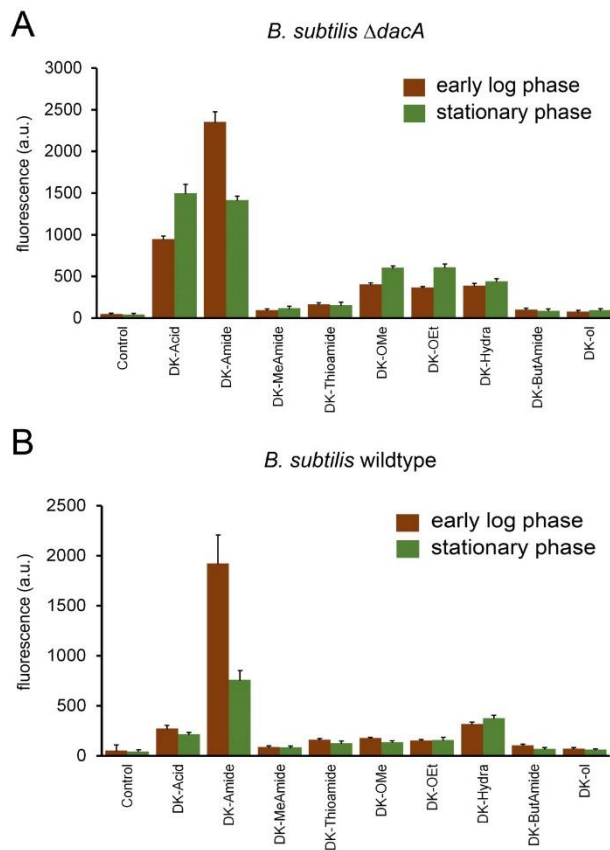 A
B. subtilis ΔdacA
3000
2500
2000
1500
1000
500
0
fluorescence (a.u.)
early log phase
stationary phase
Control
DK-Acid
DK-Amide
DK-MeAmide
DK-Thioamide
DK-OMe
DK-OEt
DK-Hydra
DK-ButAmide
DK-ol
B
B. subtilis wildtype
2500
2000
1500
1000
500
0
fluorescence (a.u.)
early log phase
stationary phase
Control
DK-Acid
DK-Amide
DK-MeAmide
DK-Thioamide
DK-OMe
DK-OEt
DK-Hydra
DK-ButAmide
DK-ol